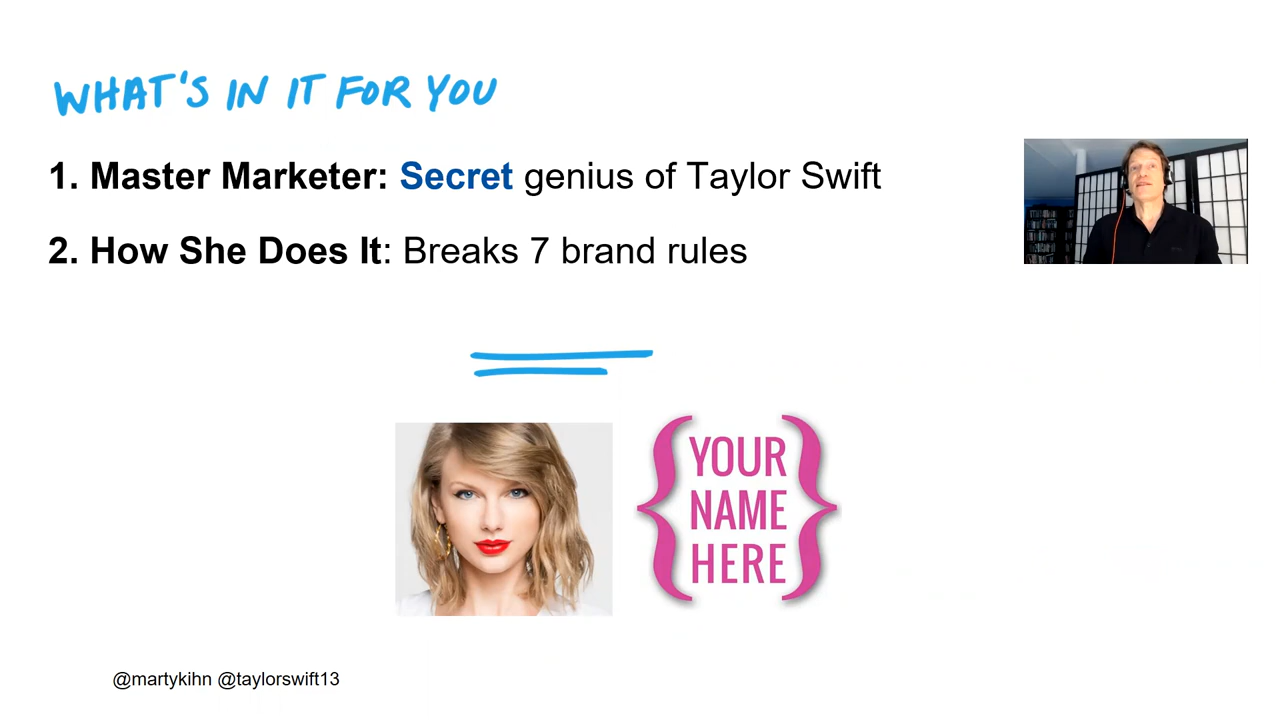 WHAT'S IN IT FOR YOU
1. Master Marketer: Secret genius of Taylor Swift
2. How She Does It: Breaks 7 brand rules
YOUR
NAME
HERE
@martykihn @taylorswift13